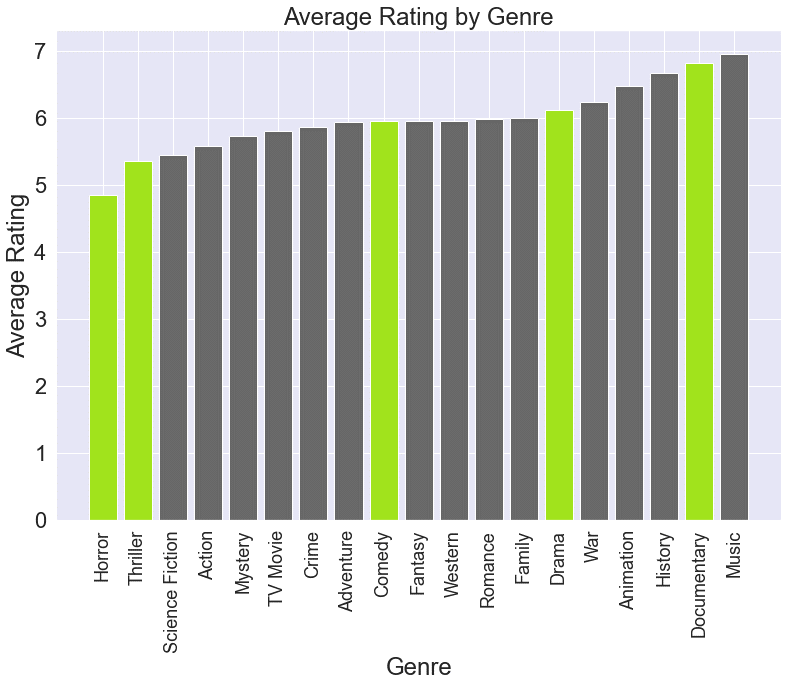 Average Rating by Genre
Average Rating
7
6
5
4
3
2
1
0
Horror
Thriller
Science Fiction
Action
Mystery
TV Movie
Crime
Adventure
Comedy
Fantasy
Western
Romance
Family
Drama
War
Animation
History
Documentary
Music
Genre